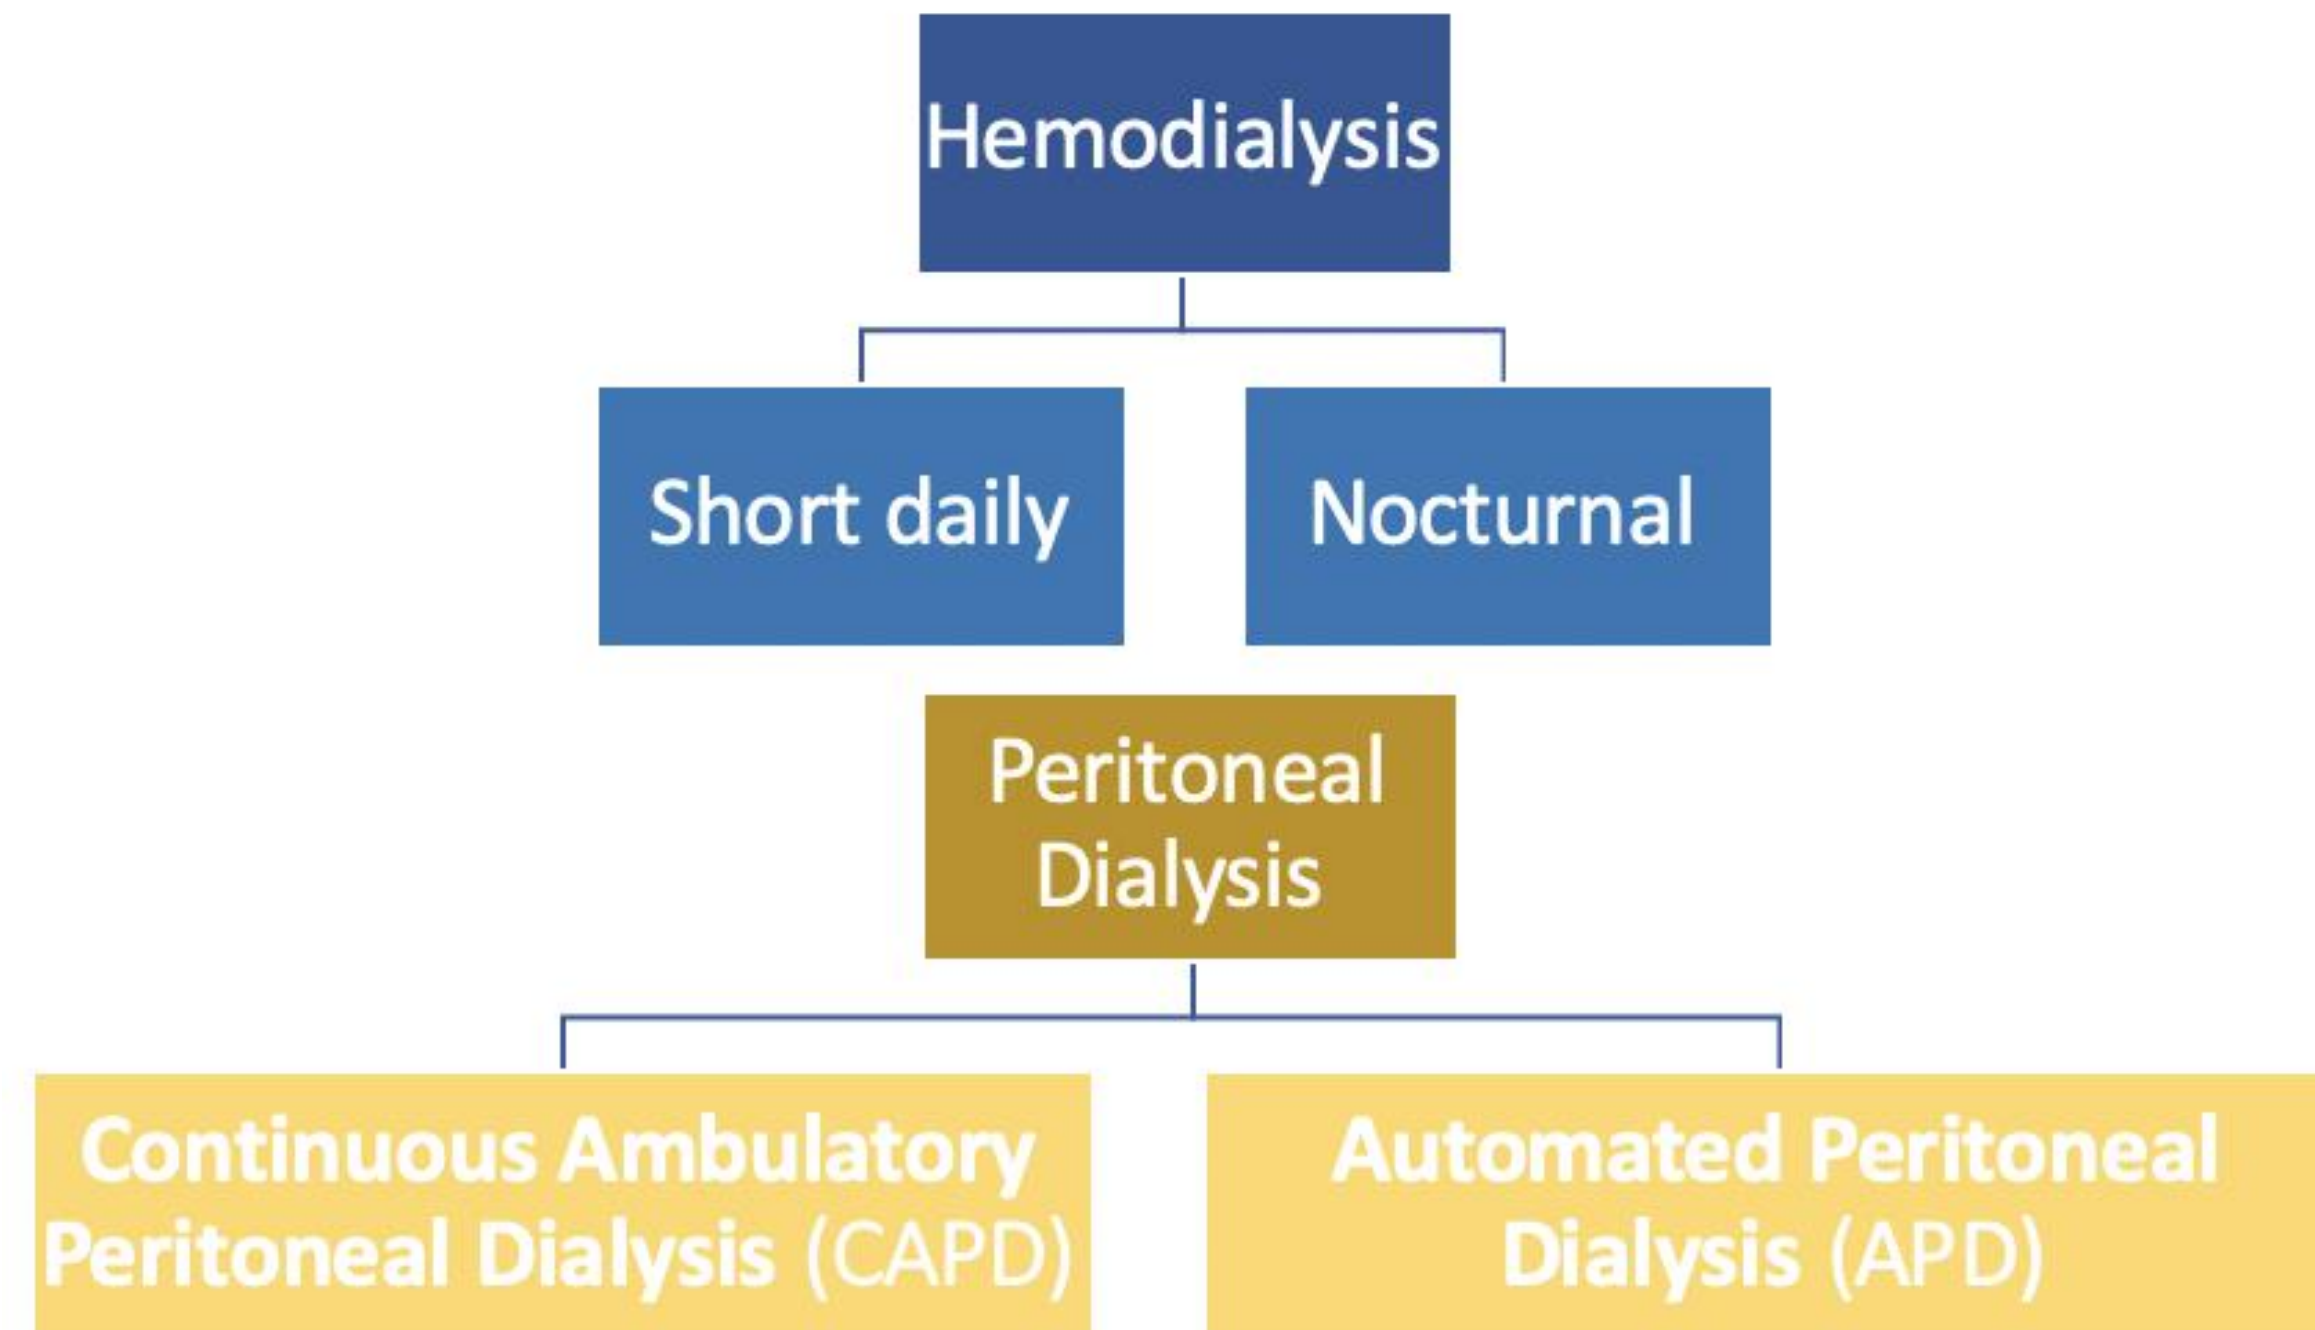 Hemodialysis
Short daily
Nocturnal
Peritoneal
Dialysis
Continuous Ambulatory
Peritoneal Dialysis (CAPD)
Automated Peritoneal
Dialysis (APD)